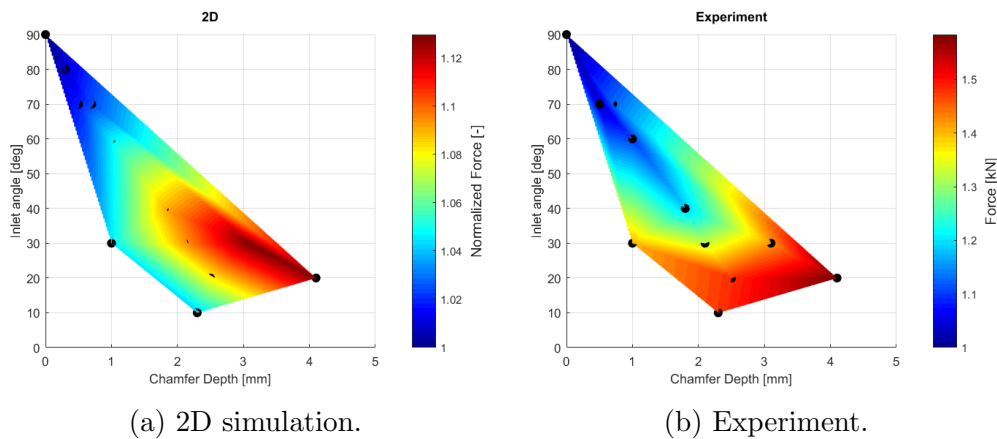 2D
90
80
70
60
50
40
30
20
10
0
Inlet angle [deg]
0 1 2 3 4 5
Chamfer Depth [mm]
1.12
1.1
1.08
1.06
1.04
1.02
1
Normalized Force [-]
(a) 2D simulation.
Experiment
90
80
70
60
50
40
30
20
10
0
Inlet angle [deg]
0 1 2 3 4 5
Chamfer Depth [mm]
1.5
1.4
1.3
1.2
1.1
1
Force [kN]
(b) Experiment.